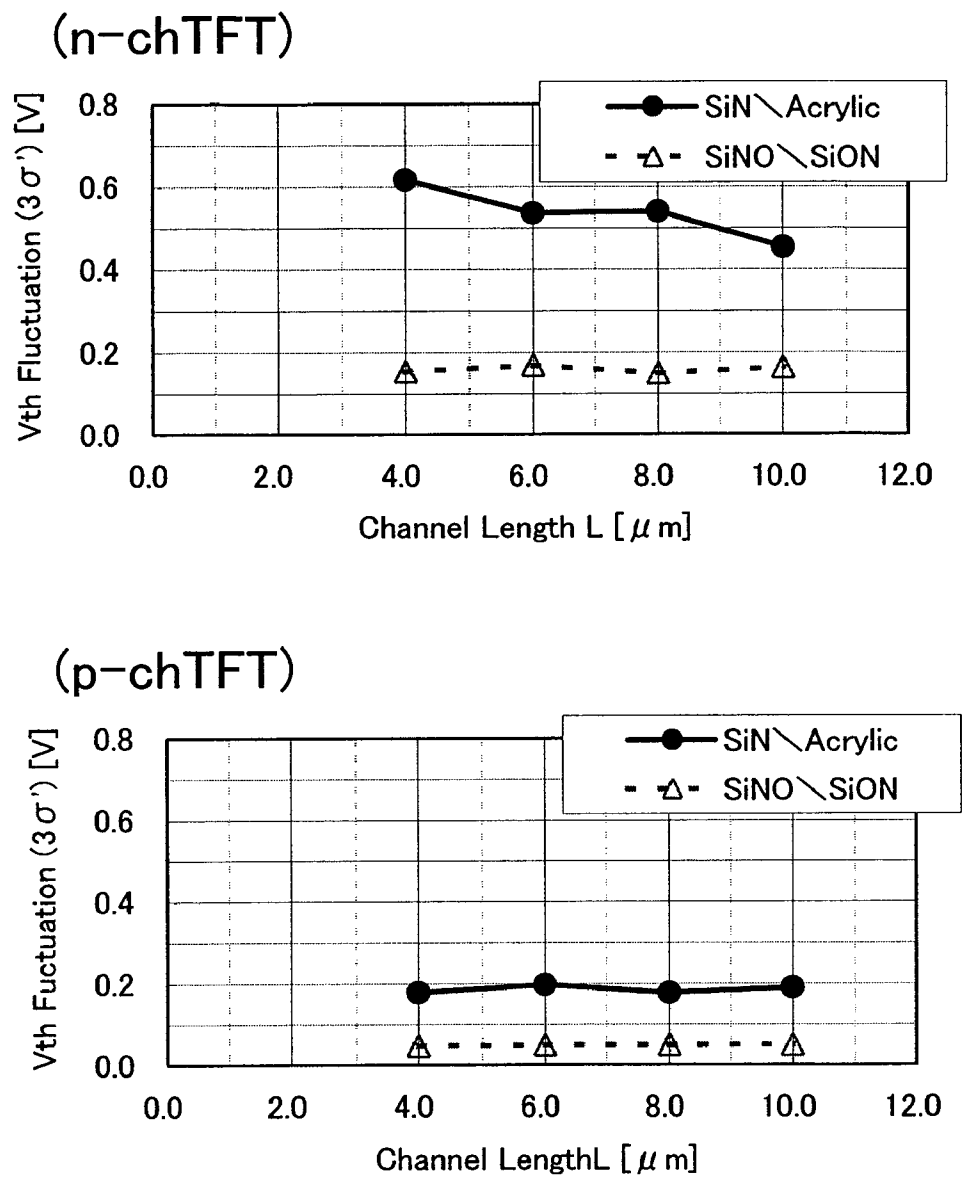 (n-chTFT)
SiN＼Acrylic
SiNO＼SiON
Vth Fluctuation (3σ') [V]
0.8
0.6
0.4
0.2
0.0
0.0 2.0 4.0 6.0 8.0 10.0 12.0
Channel Length L [μm]
(p-chTFT)
SiN＼Acrylic
SiNO＼SiON
Vth Fuctuation (3σ') [V]
0.8
0.6
0.4
0.2
0.0
0.0 2.0 4.0 6.0 8.0 10.0 12.0
Channel LengthL [μm]